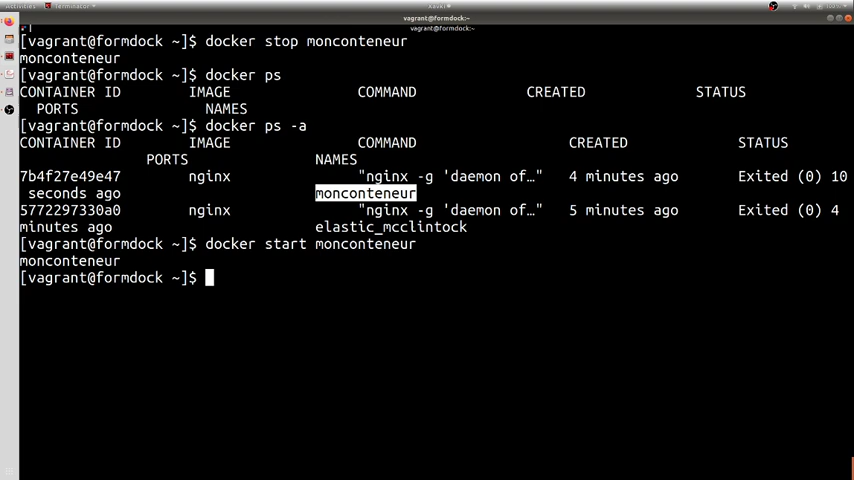 Activities
Terminator
vagrant@formdock:~
vagrant@formdock:~
[vagrant@formdock ~]$ docker stop monconteneur
monconteneur
[vagrant@formdock ~]$ docker ps
CONTAINER ID IMAGE COMMAND CREATED STATUS
PORTS NAMES
[vagrant@formdock ~]$ docker ps -a
CONTAINER ID IMAGE COMMAND CREATED STATUS
PORTS NAMES
7b4f27e49e47 nginx "nginx -g 'daemon of…" 4 minutes ago Exited (0) 10
seconds ago monconteneur
5772297330a0 nginx "nginx -g 'daemon of…" 5 minutes ago Exited (0) 4
minutes ago elastic_mcclintock
[vagrant@formdock ~]$ docker start monconteneur
monconteneur
[vagrant@formdock ~]$